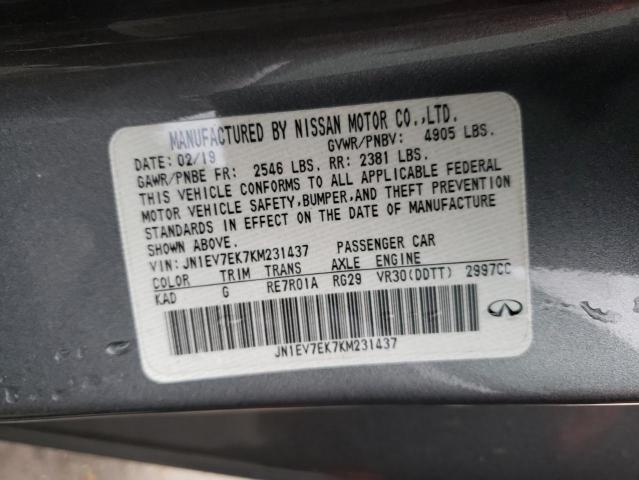 MANUFACTURED BY NISSAN MOTOR CO.,LTD.
DATE: 02/19 GVWR/PNBV: 4905 LBS.
GAWR/PNBE FR: 2546 LBS. RR: 2381 LBS.
THIS VEHICLE CONFORMS TO ALL APPLICABLE FEDERAL
MOTOR VEHICLE SAFETY,BUMPER,AND THEFT PREVENTION
STANDARDS IN EFFECT ON THE DATE OF MANUFACTURE
SHOWN ABOVE.
VIN: JN1EV7EK7KM231437 PASSENGER CAR
COLOR TRIM TRANS AXLE ENGINE
KAD G RE7R01A RG29 VR30(DDTT) 2997CC
JN1EV7EK7KM231437